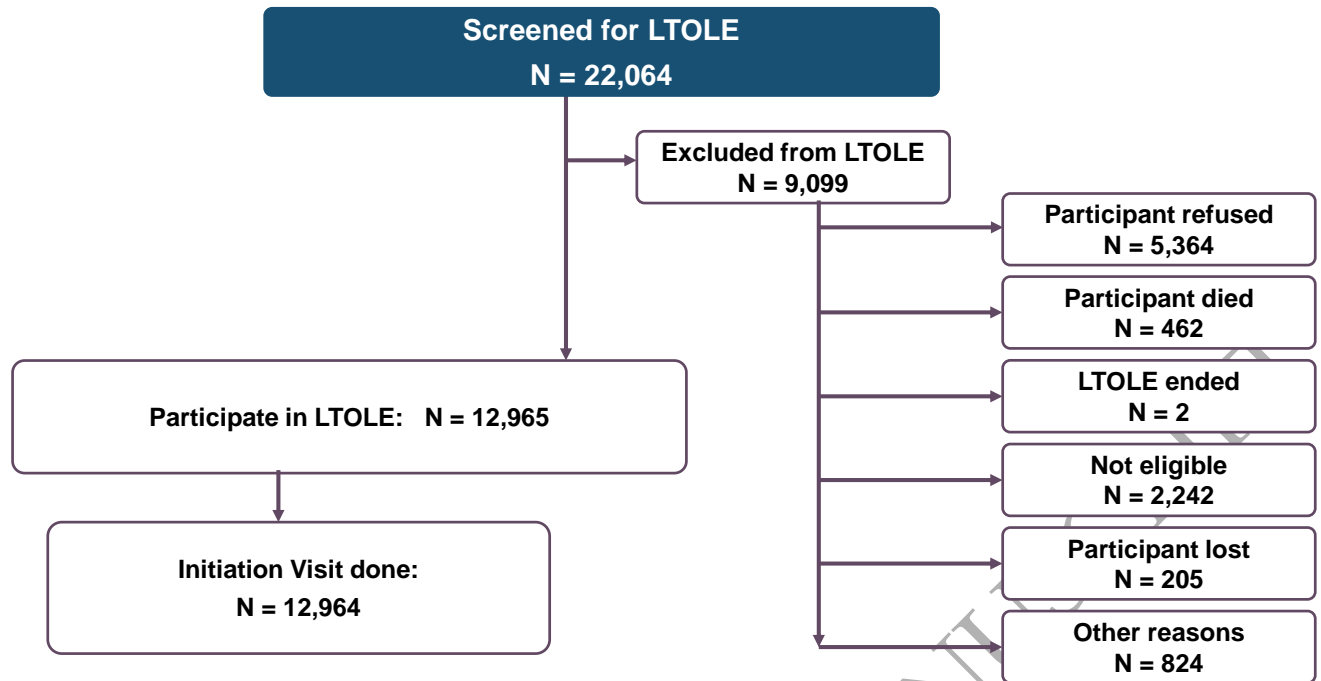 Screened for LTOLE
N = 22,064
Excluded from LTOLE
N = 9,099
Participant refused
N = 5,364
Participant died
N = 462
LTOLE ended
N = 2
Not eligible
N = 2,242
Participant lost
N = 205
Other reasons
N = 824
Participate in LTOLE: N = 12,965
Initiation Visit done:
N = 12,964